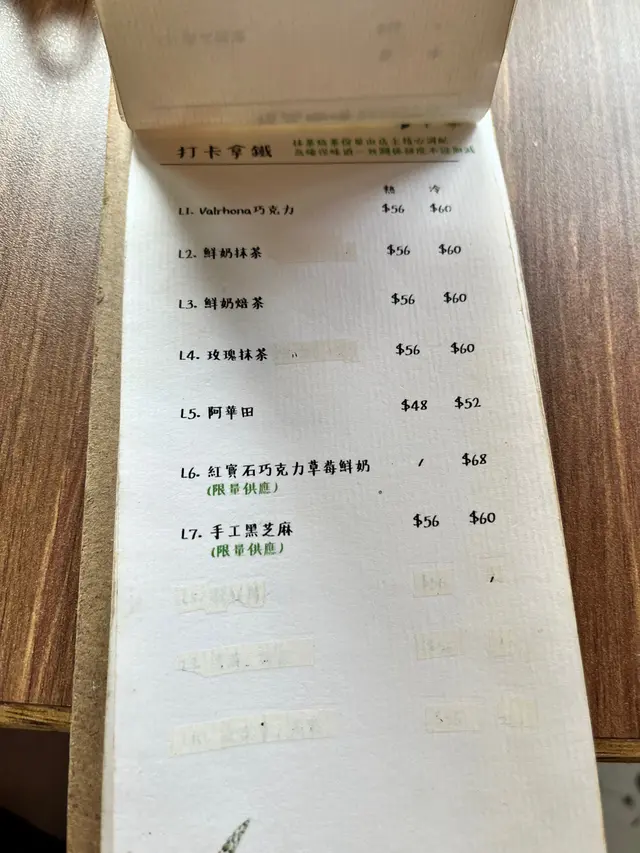 打卡拿鐵
熱 冷
L1. Valrhona巧克力 $56 $60
L2. 鮮奶抹茶 $56 $60
L3. 鮮奶焙茶 $56 $60
L4. 玫瑰抹茶 $56 $60
L5. 阿華田 $48 $52
L6. 紅寶石巧克力草莓鮮奶 / $68
(限量供應)
L7. 手工黑芝麻 $56 $60
(限量供應)